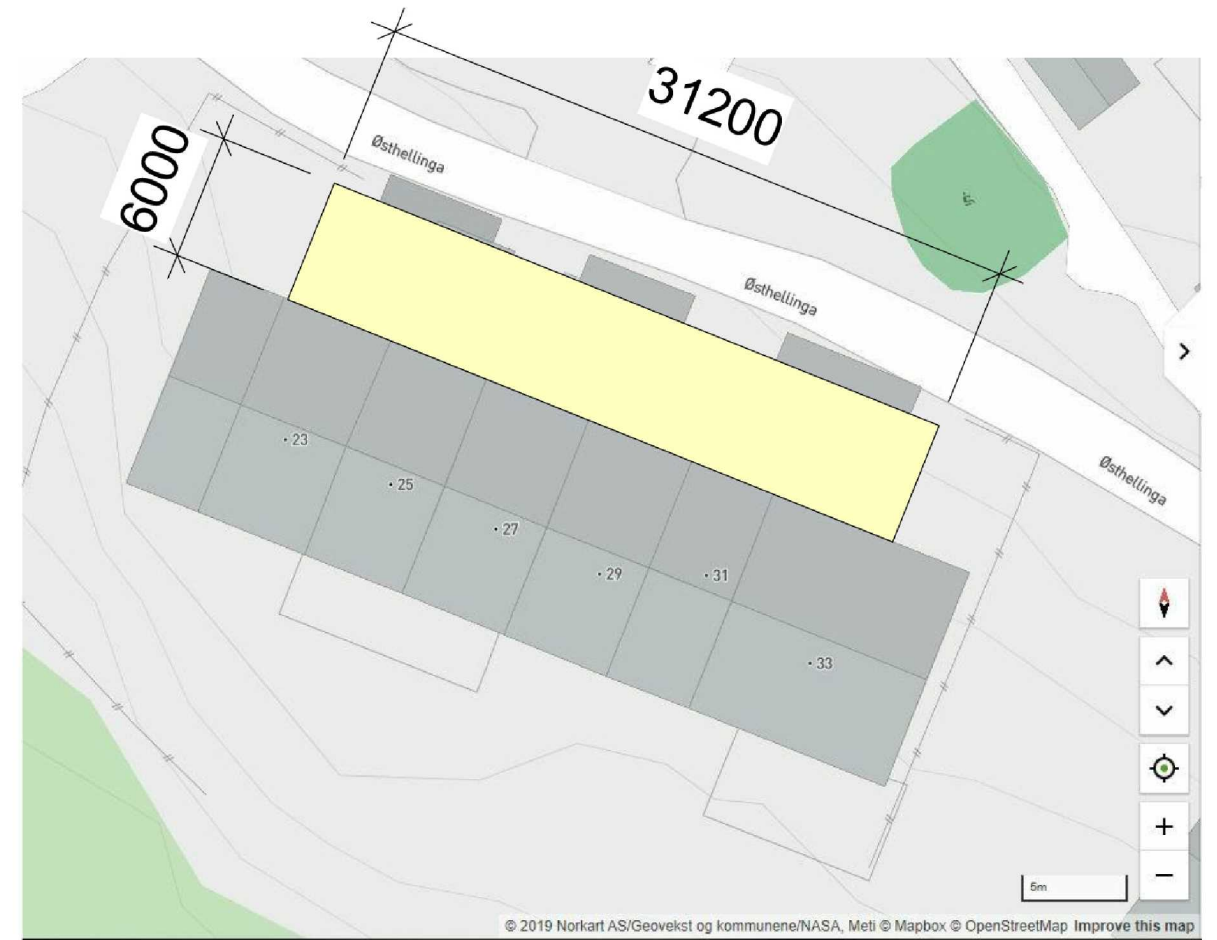 31200
6000
Østhellinga
Østhellinga
Østhellinga
23
25
27
29
31
33
5m
© 2019 Norkart AS/Geovekst og kommunene/NASA, Meti © Mapbox © OpenStreetMap Improve this map